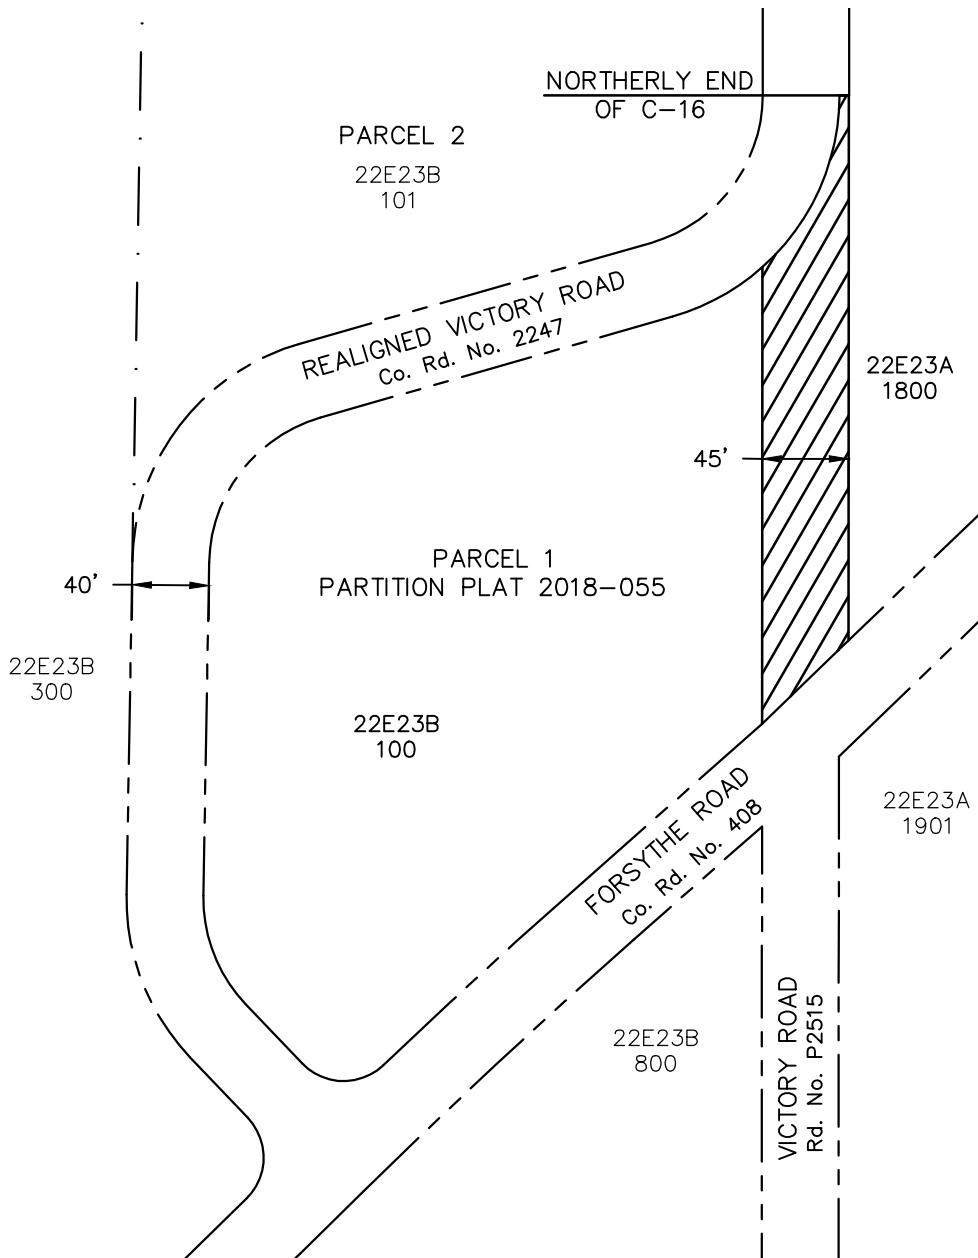 NORTHERLY END
OF C-16
PARCEL 2
22E23B
101
REALIGNED VICTORY ROAD
Co. Rd. No. 2247
22E23A
1800
45'
PARCEL 1
PARTITION PLAT 2018-055
40'
22E23B
300
22E23B
100
FORSYTHE ROAD
Co. Rd. No. 408
22E23A
1901
22E23B
800
VICTORY ROAD
Rd. No. P2515